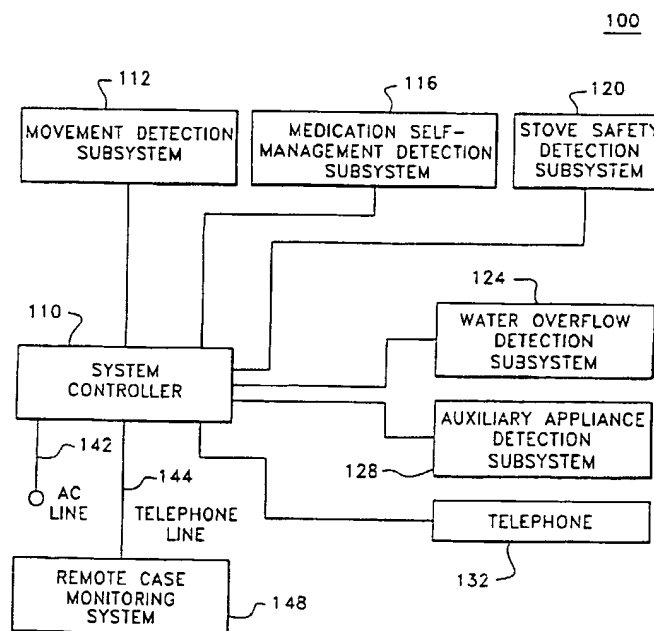 100
112
116
120
MOVEMENT DETECTION
SUBSYSTEM
MEDICATION SELF-
MANAGEMENT DETECTION
SUBSYSTEM
STOVE SAFETY
DETECTION
SUBSYSTEM
124
110
WATER OVERFLOW
DETECTION
SUBSYSTEM
SYSTEM
CONTROLLER
AUXILIARY APPLIANCE
DETECTION
SUBSYSTEM
128
142
144
AC
LINE
TELEPHONE
LINE
TELEPHONE
132
REMOTE CASE
MONITORING
SYSTEM
148